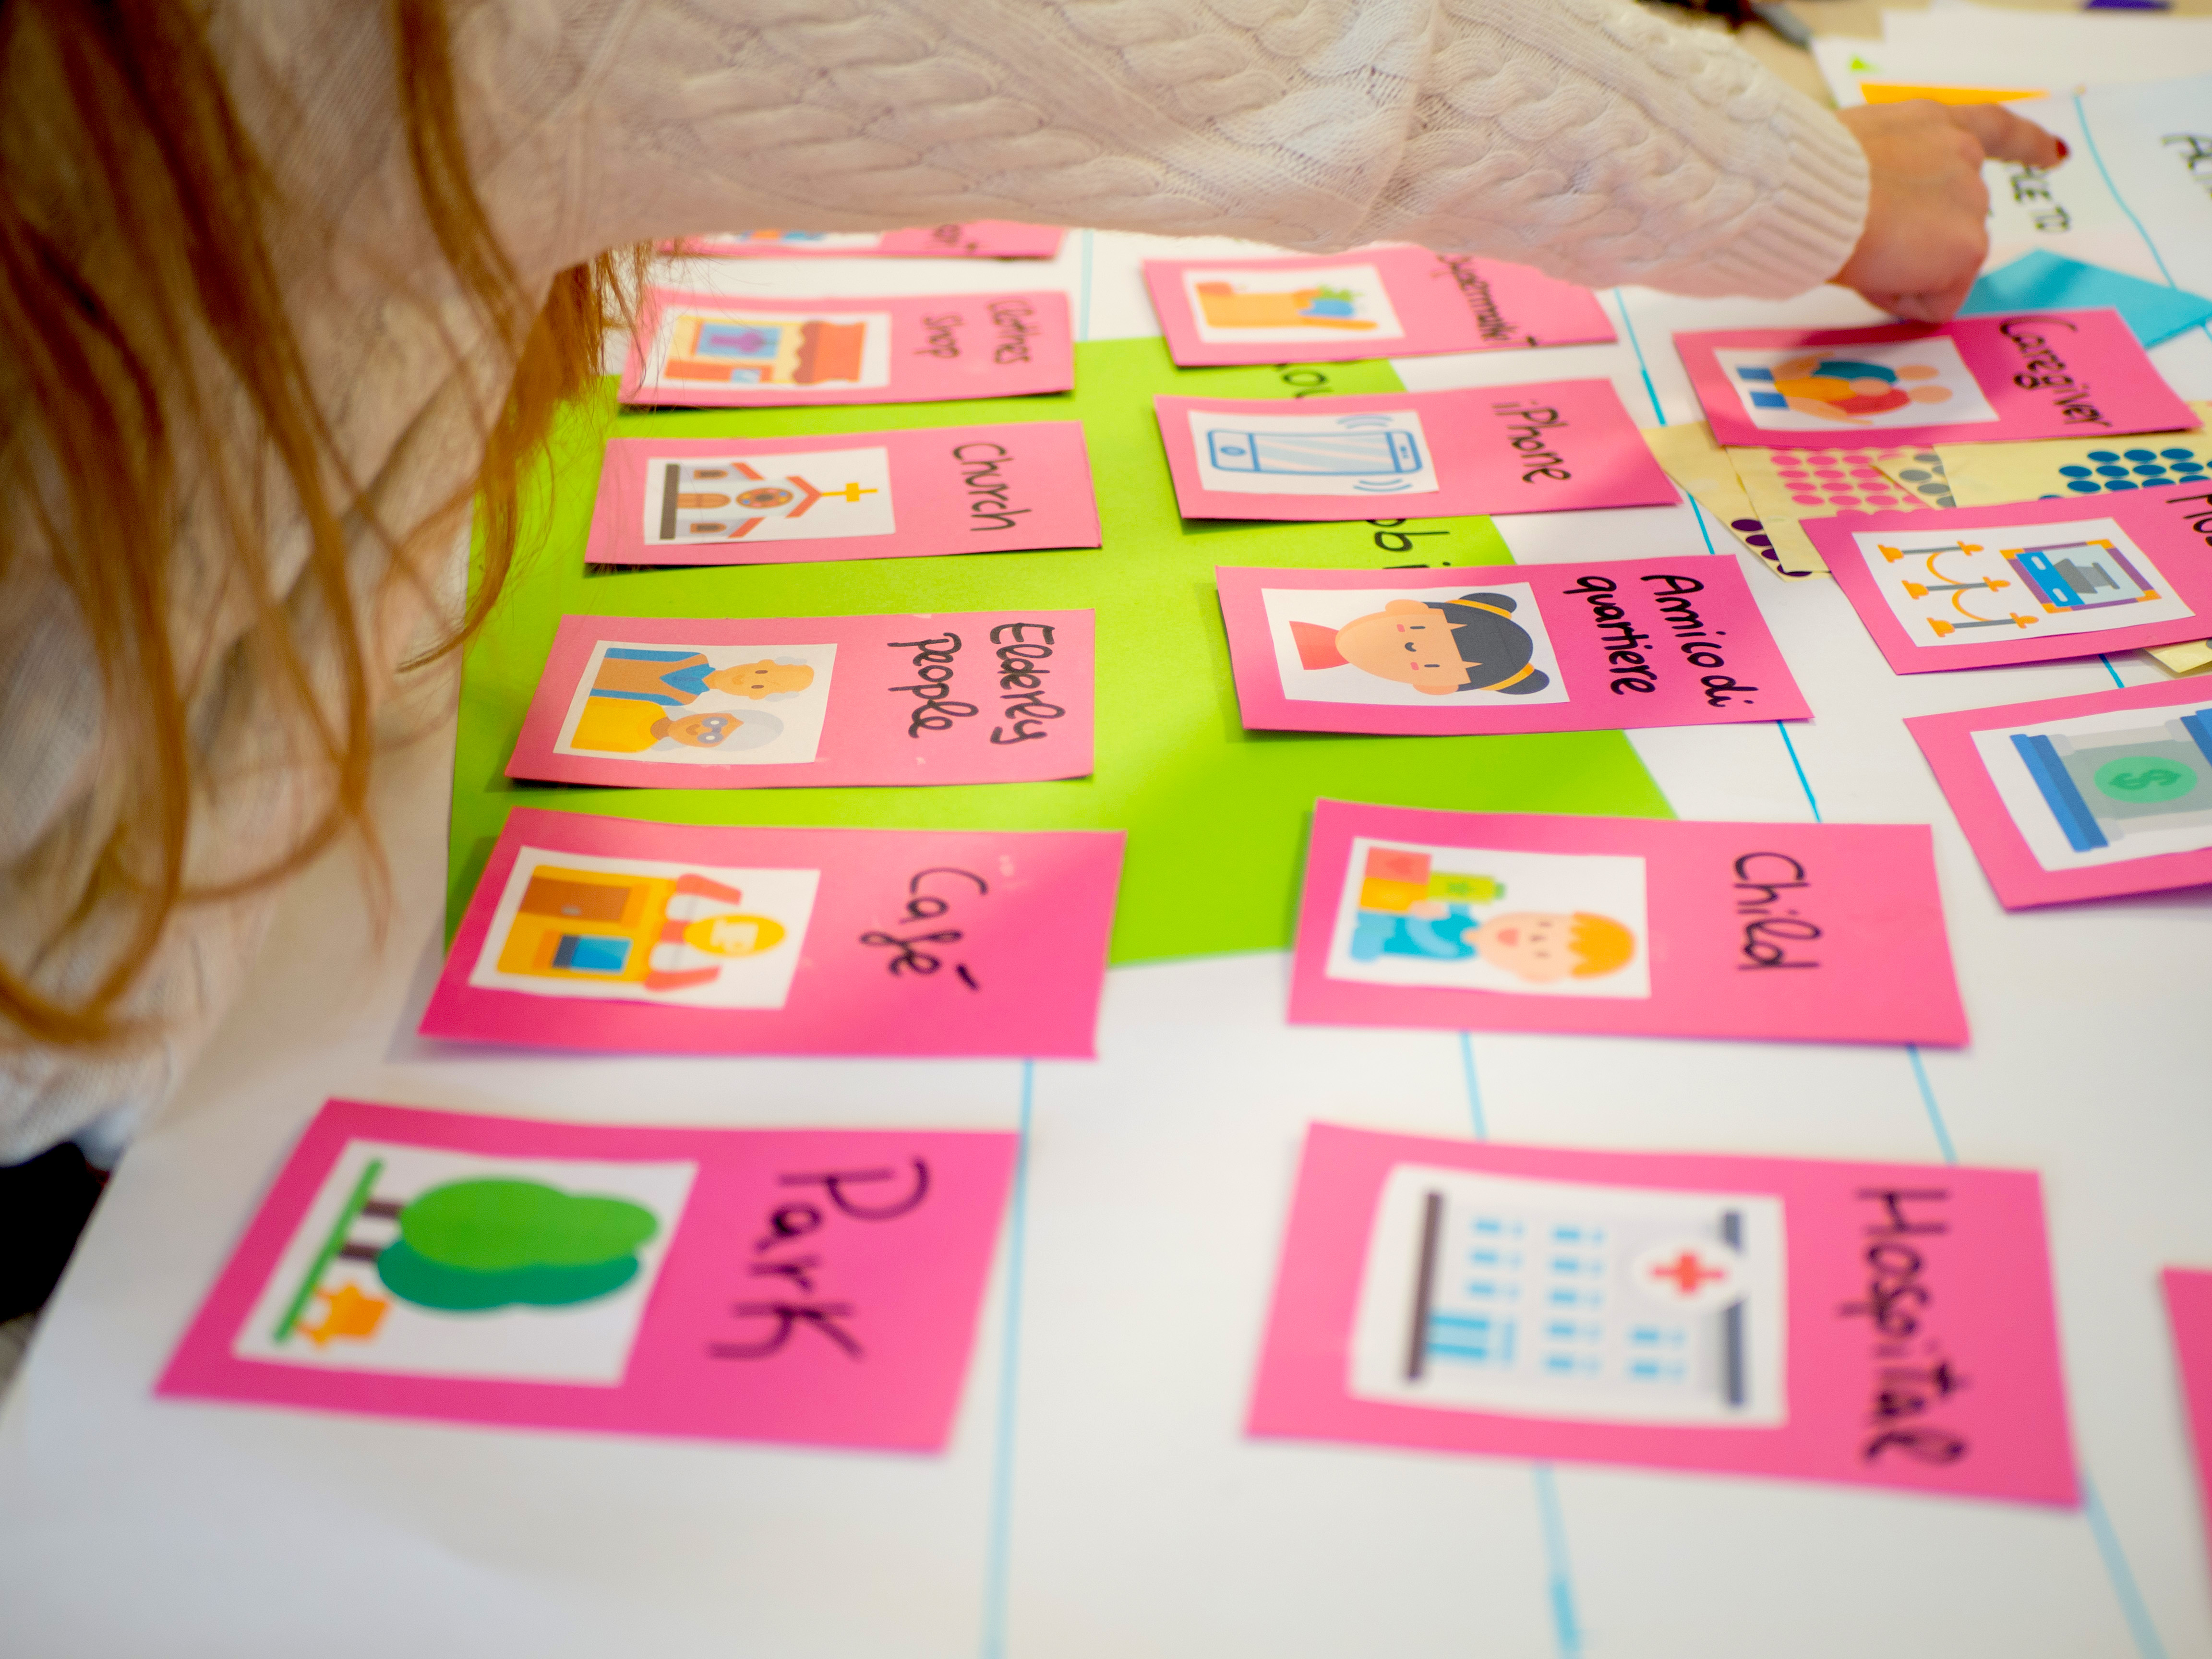 Clothes
Shop
Church
iPhone
Caregiver
Elderly
people
Amico di
quartiere
Café
Child
Park
Hospital
$